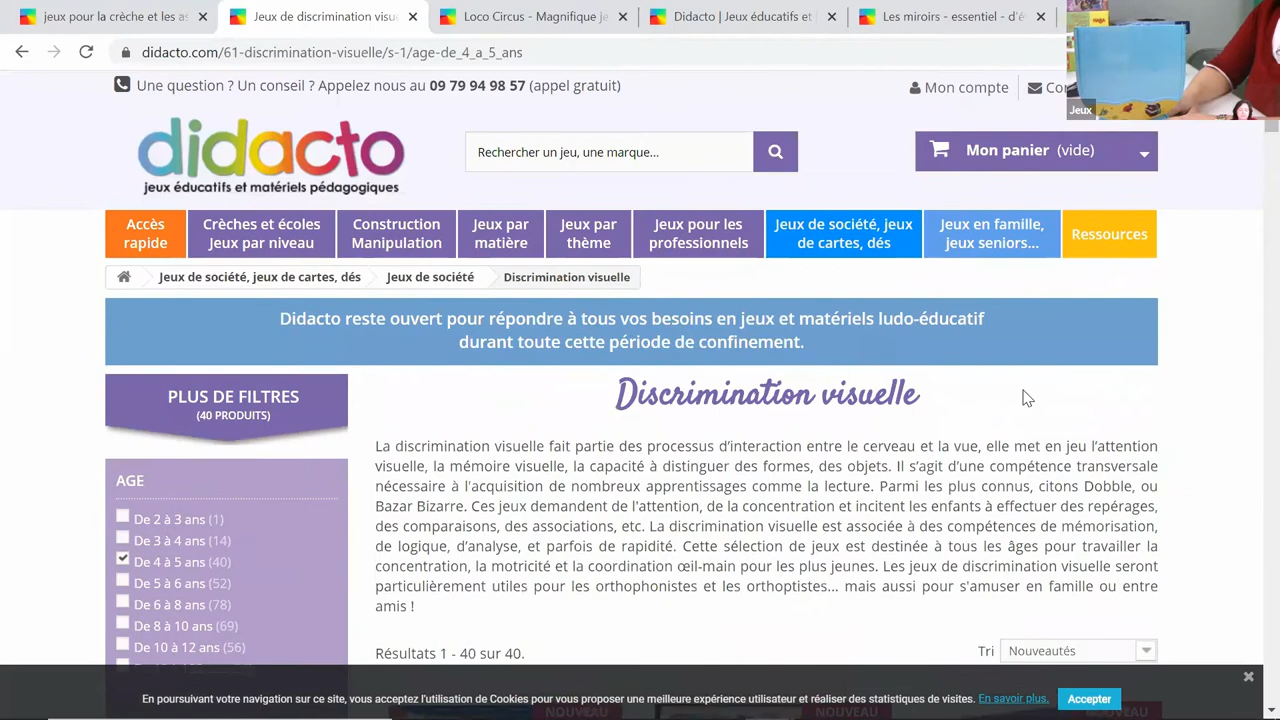 jeux pour la crèche et les as
Jeux de discrimination visue
Loco Circus - Magnifique je
Didacto | Jeux éducatifs et
Les miroirs - essentiel - d'é
didacto.com/61-discrimination-visuelle/s-1/age-de_4_a_5_ans
Une question ? Un conseil ? Appelez nous au 09 79 94 98 57 (appel gratuit)
Mon compte
Con
Jeux
didacto
jeux éducatifs et matériels pédagogiques
Rechercher un jeu, une marque...
Mon panier (vide)
Accès
rapide
Crèches et écoles
Jeux par niveau
Construction
Manipulation
Jeux par
matière
Jeux par
thème
Jeux pour les
professionnels
Jeux de société, jeux
de cartes, dés
Jeux en famille,
jeux seniors...
Ressources
Jeux de société, jeux de cartes, dés
Jeux de société
Discrimination visuelle
Didacto reste ouvert pour répondre à tous vos besoins en jeux et matériels ludo-éducatif
durant toute cette période de confinement.
PLUS DE FILTRES
(40 PRODUITS)
AGE
De 2 à 3 ans (1)
De 3 à 4 ans (14)
De 4 à 5 ans (40)
De 5 à 6 ans (52)
De 6 à 8 ans (78)
De 8 à 10 ans (69)
De 10 à 12 ans (56)
Discrimination visuelle
La discrimination visuelle fait partie des processus d'interaction entre le cerveau et la vue, elle met en jeu l'attention
visuelle, la mémoire visuelle, la capacité à distinguer des formes, des objets. Il s'agit d'une compétence transversale
nécessaire à l'acquisition de nombreux apprentissages comme la lecture. Parmi les plus connus, citons Dobble, ou
Bazar Bizarre. Ces jeux demandent de l'attention, de la concentration et incitent les enfants à effectuer des repérages,
des comparaisons, des associations, etc. La discrimination visuelle est associée à des compétences de mémorisation,
de logique, d'analyse, et parfois de rapidité. Cette sélection de jeux est destinée à tous les âges pour travailler la
concentration, la motricité et la coordination œil-main pour les plus jeunes. Les jeux de discrimination visuelle seront
particulièrement utiles pour les orthophonistes et les orthoptistes... mais aussi pour s'amuser en famille ou entre
amis !
Résultats 1 - 40 sur 40.
Tri
Nouveautés
En poursuivant votre navigation sur ce site, vous acceptez l'utilisation de Cookies pour vous proposer une meilleure expérience utilisateur et réaliser des statistiques de visites. En savoir plus.
Accepter
NOUVEAU
NOUVEAU
NOUVEAU